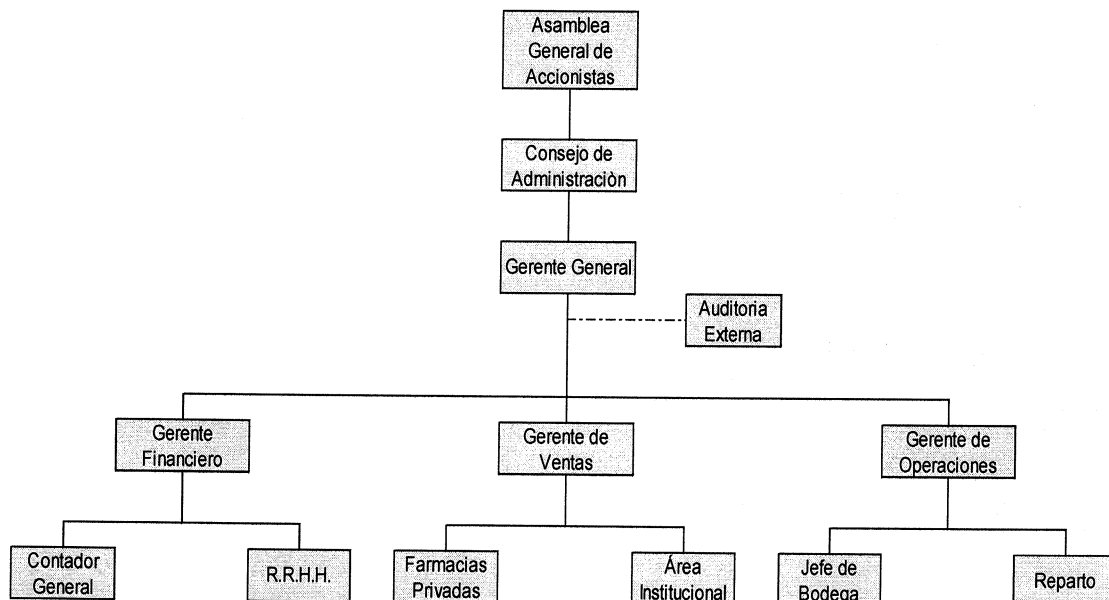 Asamblea
General de
Accionistas
Consejo de
Administraciòn
Gerente General
Auditoria
Externa
Gerente
Financiero
Gerente de
Ventas
Gerente de
Operaciones
Contador
General
R.R.H.H.
Farmacias
Privadas
Área
Institucional
Jefe de
Bodega
Reparto